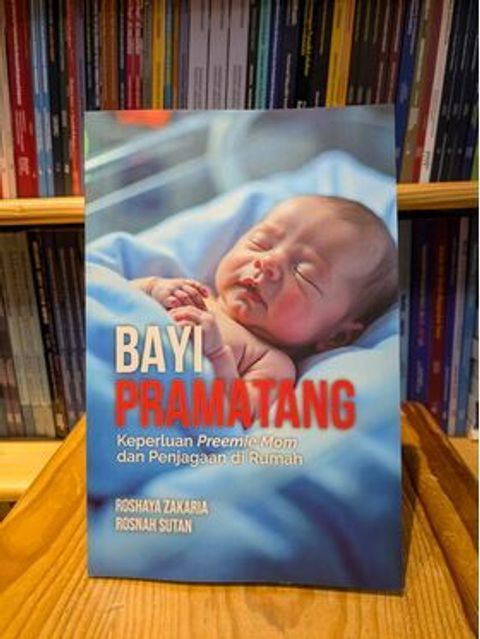 BAYI
PRAMATANG
Keperluan Preemie Mom
dan Penjagaan di Rumah
ROSHAYA ZAKARIA
ROSNAH SUTAN